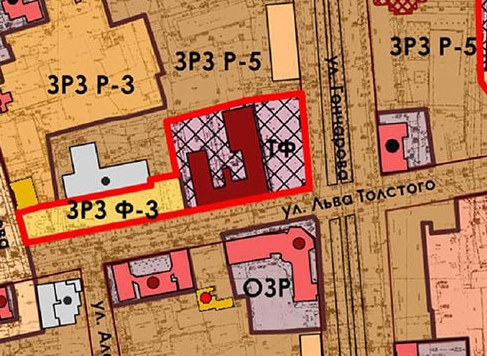 ЗРЗ Р-5
ЗРЗ Р-5
ЗРЗ Р-3
ул. Гончарова
ТФ
ЗРЗ Ф-3
ул. Льва Толстого
ОЗР